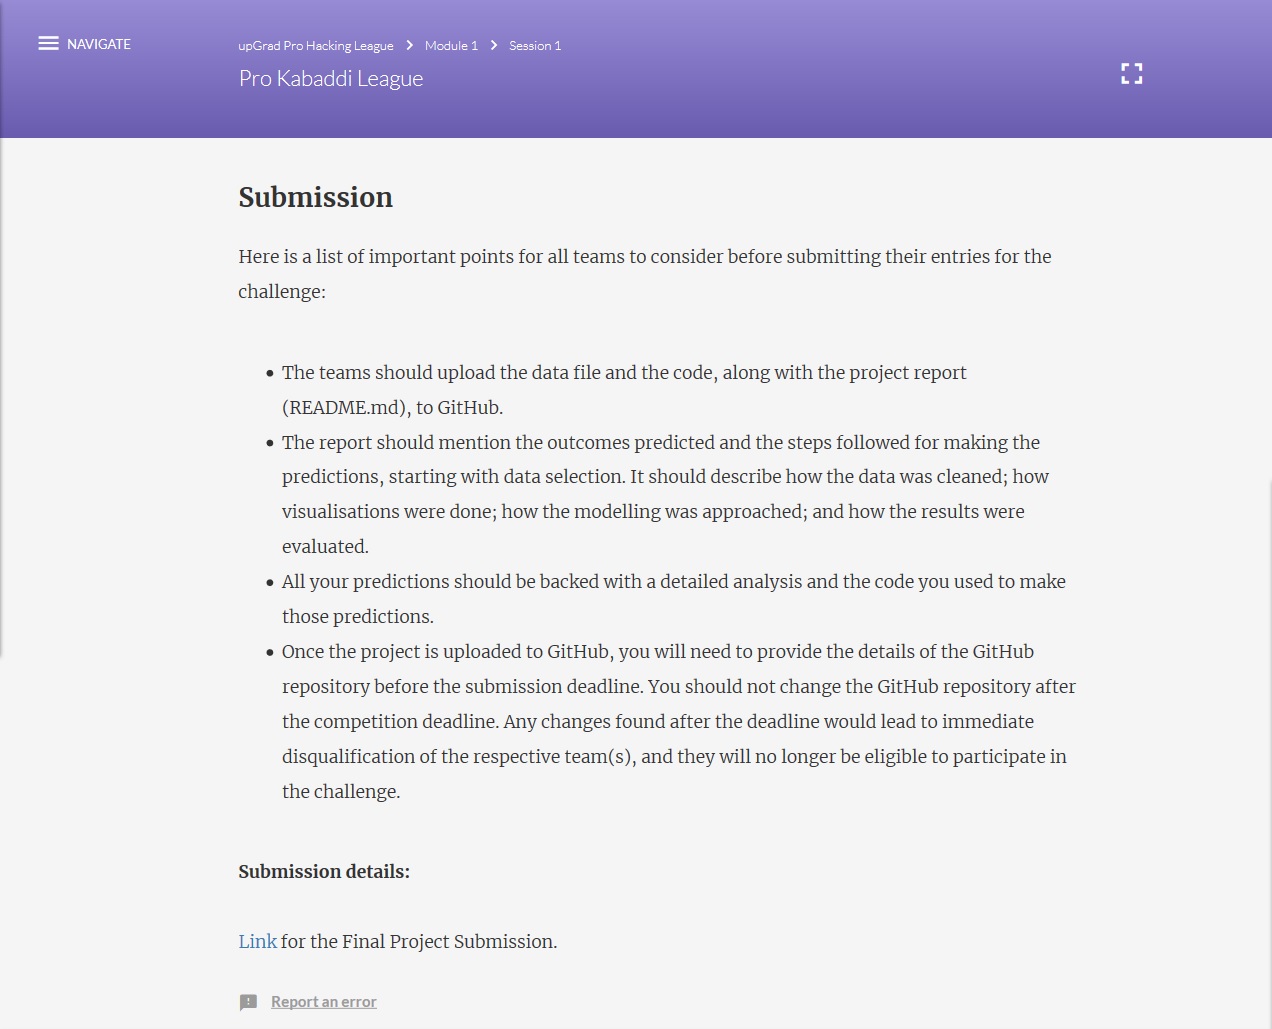 NAVIGATE
upGrad Pro Hacking League > Module 1 > Session 1
Pro Kabaddi League
Submission
Here is a list of important points for all teams to consider before submitting their entries for the
challenge:
• The teams should upload the data file and the code, along with the project report
(README.md), to GitHub.
• The report should mention the outcomes predicted and the steps followed for making the
predictions, starting with data selection. It should describe how the data was cleaned; how
visualisations were done; how the modelling was approached; and how the results were
evaluated.
• All your predictions should be backed with a detailed analysis and the code you used to make
those predictions.
• Once the project is uploaded to GitHub, you will need to provide the details of the GitHub
repository before the submission deadline. You should not change the GitHub repository after
the competition deadline. Any changes found after the deadline would lead to immediate
disqualification of the respective team(s), and they will no longer be eligible to participate in
the challenge.
Submission details:
Link for the Final Project Submission.
Report an error